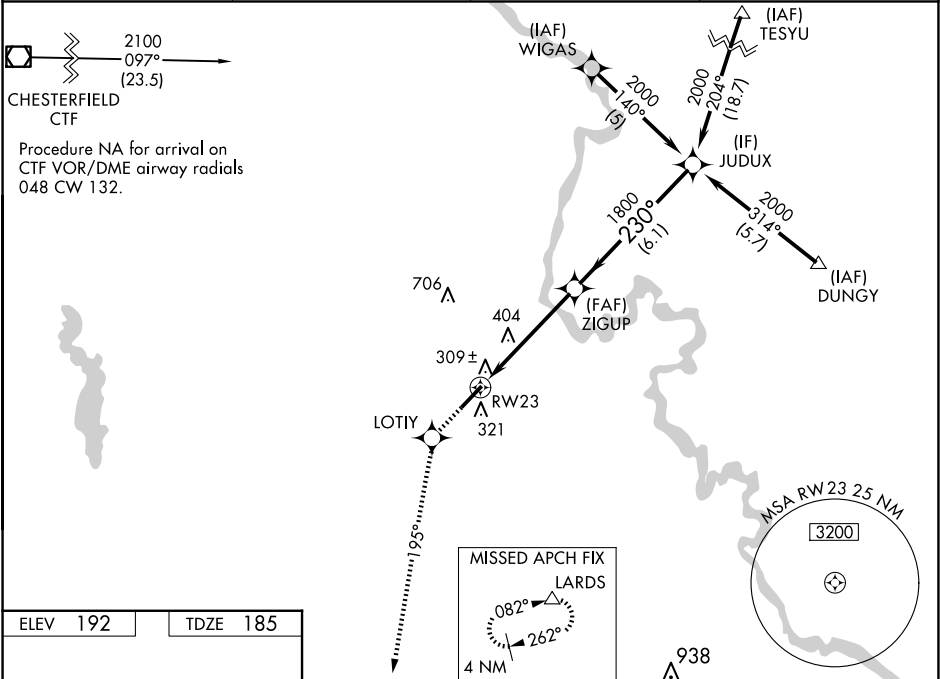 2100
097°
(23.5)
CHESTERFIELD
CTF
Procedure NA for arrival on
CTF VOR/DME airway radials
048 CW 132.
(IAF)
WIGAS
2000
140°
(5)
(IAF)
TESYU
2000
204°
(18.7)
(IF)
JUDUX
1800
230°
(6.1)
2000
314°
(5.7)
(IAF)
DUNGY
(FAF)
ZIGUP
706
404
309±
RW23
321
LOTIY
195°
MSA RW23 25 NM
3200
MISSED APCH FIX
LARDS
082°
262°
4 NM
938
ELEV 192
TDZE 185